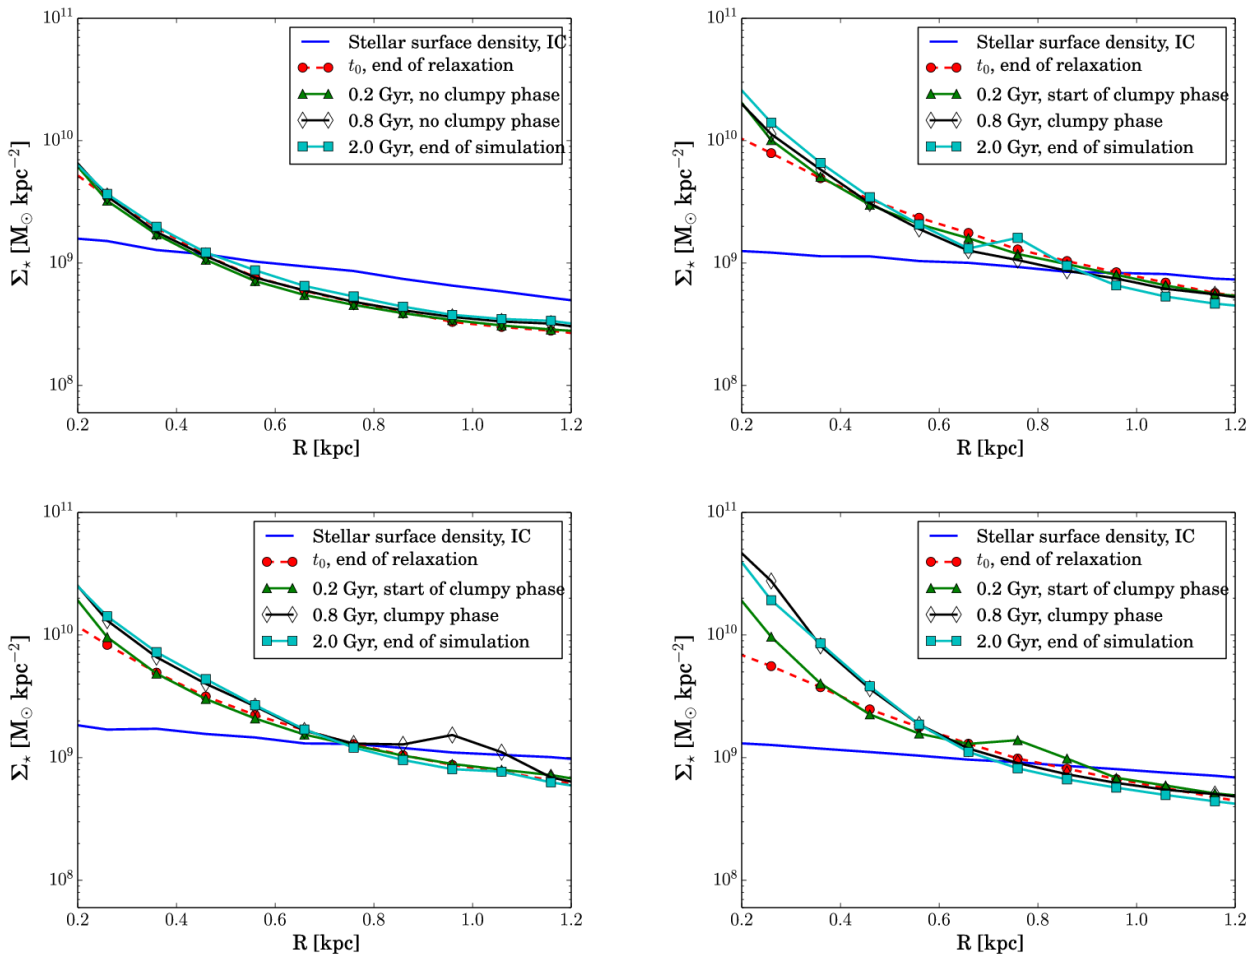 10^11
10^10
10^9
10^8
Σ⋆ [M⊙ kpc−2]
Stellar surface density, IC
t0, end of relaxation
0.2 Gyr, no clumpy phase
0.8 Gyr, no clumpy phase
2.0 Gyr, end of simulation
0.2 0.4 0.6 0.8 1.0 1.2
R [kpc]
10^11
10^10
10^9
10^8
Σ⋆ [M⊙ kpc−2]
Stellar surface density, IC
t0, end of relaxation
0.2 Gyr, start of clumpy phase
0.8 Gyr, clumpy phase
2.0 Gyr, end of simulation
0.2 0.4 0.6 0.8 1.0 1.2
R [kpc]
10^11
10^10
10^9
10^8
Σ⋆ [M⊙ kpc−2]
Stellar surface density, IC
t0, end of relaxation
0.2 Gyr, start of clumpy phase
0.8 Gyr, clumpy phase
2.0 Gyr, end of simulation
0.2 0.4 0.6 0.8 1.0 1.2
R [kpc]
10^11
10^10
10^9
10^8
Σ⋆ [M⊙ kpc−2]
Stellar surface density, IC
t0, end of relaxation
0.2 Gyr, start of clumpy phase
0.8 Gyr, clumpy phase
2.0 Gyr, end of simulation
0.2 0.4 0.6 0.8 1.0 1.2
R [kpc]